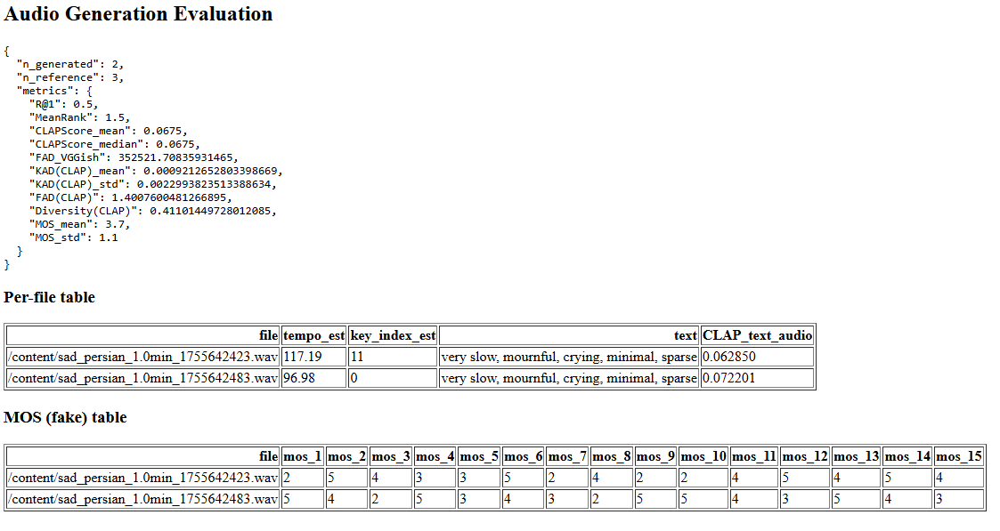 Audio Generation Evaluation
{
  "n_generated": 2,
  "n_reference": 3,
  "metrics": {
    "R@1": 0.5,
    "MeanRank": 1.5,
    "CLAPScore_mean": 0.0675,
    "CLAPScore_median": 0.0675,
    "FAD_VGGish": 352521.70835931465,
    "KAD(CLAP)_mean": 0.0009212652803398669,
    "KAD(CLAP)_std": 0.0022993823513388634,
    "FAD(CLAP)": 1.4007600481266895,
    "Diversity(CLAP)": 0.41101449728012085,
    "MOS_mean": 3.7,
    "MOS_std": 1.1
  }
}
Per-file table
file tempo_est key_index_est text CLAP_text_audio
/content/sad_persian_1.0min_1755642423.wav 117.19 11 very slow, mournful, crying, minimal, sparse 0.062850
/content/sad_persian_1.0min_1755642483.wav 96.98 0 very slow, mournful, crying, minimal, sparse 0.072201
MOS (fake) table
file mos_1 mos_2 mos_3 mos_4 mos_5 mos_6 mos_7 mos_8 mos_9 mos_10 mos_11 mos_12 mos_13 mos_14 mos_15
/content/sad_persian_1.0min_1755642423.wav 2 5 4 3 3 5 2 4 2 2 4 5 4 5 4
/content/sad_persian_1.0min_1755642483.wav 5 4 2 5 3 4 3 2 5 5 4 3 5 4 3